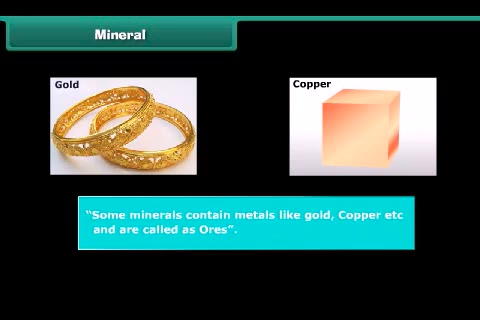 Mineral
Gold
Copper
“Some minerals contain metals like gold, Copper etc
and are called as Ores”.